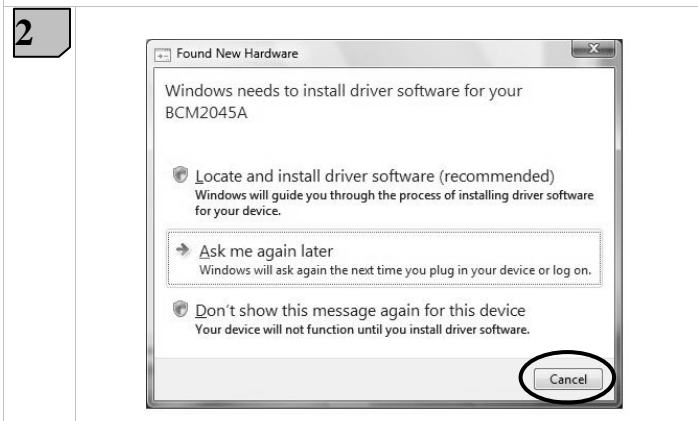 2
Found New Hardware
Windows needs to install driver software for your
BCM2045A
Locate and install driver software (recommended)
Windows will guide you through the process of installing driver software
for your device.
Ask me again later
Windows will ask again the next time you plug in your device or log on.
Don't show this message again for this device
Your device will not function until you install driver software.
Cancel